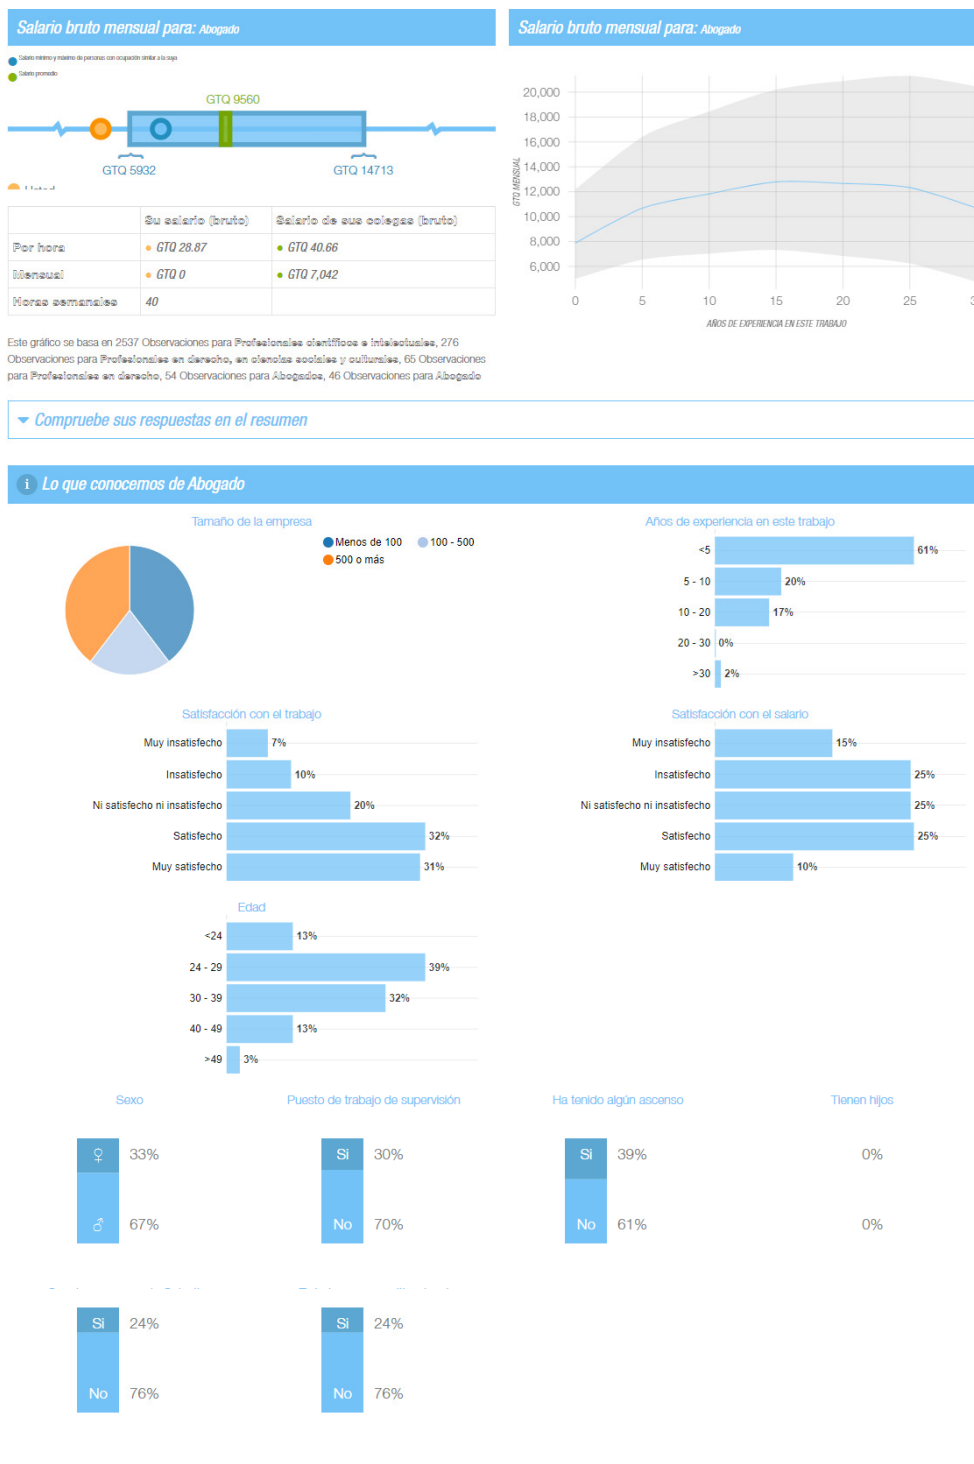 Salario bruto mensual para: Abogado
Salario mínimo y máximo de personas con ocupación similar a la suya
Salario promedio
GTQ 9560
GTQ 5932
GTQ 14713
Usted
Su salario (bruto)
Salario de sus colegas (bruto)
Por hora
GTQ 28.87
GTQ 40.66
Mensual
GTQ 0
GTQ 7,042
Horas semanales
40
Este gráfico se basa en 2537 Observaciones para Profesionales científicos e intelectuales, 276
Observaciones para Profesionales en derecho, en ciencias sociales y culturales, 65 Observaciones
para Profesionales en derecho, 54 Observaciones para Abogados, 46 Observaciones para Abogado
Salario bruto mensual para: Abogado
20,000
18,000
16,000
14,000
12,000
10,000
8,000
6,000
GTQ MENSUAL
0
5
10
15
20
25
AÑOS DE EXPERIENCIA EN ESTE TRABAJO
Compruebe sus respuestas en el resumen
i Lo que conocemos de Abogado
Tamaño de la empresa
Menos de 100
100 - 500
500 o más
Años de experiencia en este trabajo
<5
61%
5 - 10
20%
10 - 20
17%
20 - 30
0%
>30
2%
Satisfacción con el trabajo
Muy insatisfecho
7%
Insatisfecho
10%
Ni satisfecho ni insatisfecho
20%
Satisfecho
32%
Muy satisfecho
31%
Satisfacción con el salario
Muy insatisfecho
15%
Insatisfecho
25%
Ni satisfecho ni insatisfecho
25%
Satisfecho
25%
Muy satisfecho
10%
Edad
<24
13%
24 - 29
39%
30 - 39
32%
40 - 49
13%
>49
3%
Sexo
♀
33%
♂
67%
Puesto de trabajo de supervisión
Si
30%
No
70%
Ha tenido algún ascenso
Si
39%
No
61%
Tienen hijos
0%
0%
Si
24%
No
76%
Si
24%
No
76%